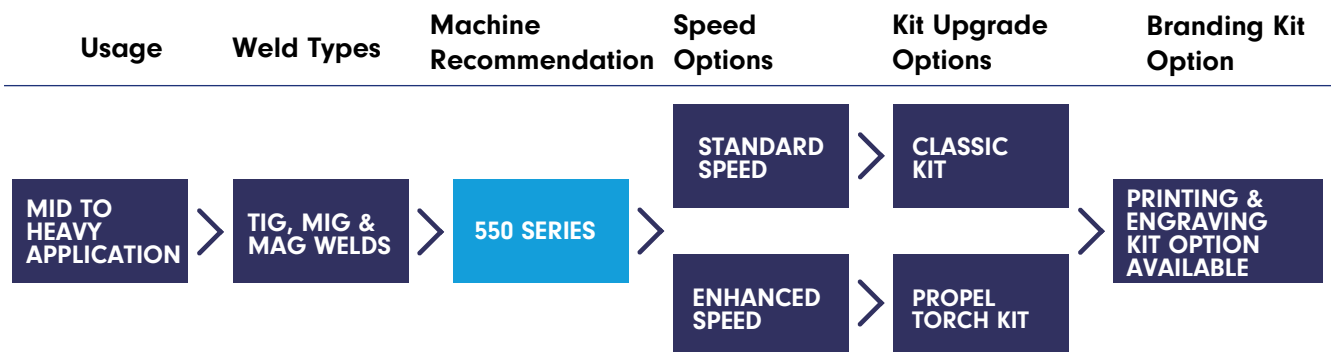 Usage
Weld Types
Machine
Recommendation
Speed
Options
Kit Upgrade
Options
Branding Kit
Option
MID TO
HEAVY
APPLICATION
TIG, MIG &
MAG WELDS
550 SERIES
STANDARD
SPEED
CLASSIC
KIT
ENHANCED
SPEED
PROPEL
TORCH KIT
PRINTING &
ENGRAVING
KIT OPTION
AVAILABLE